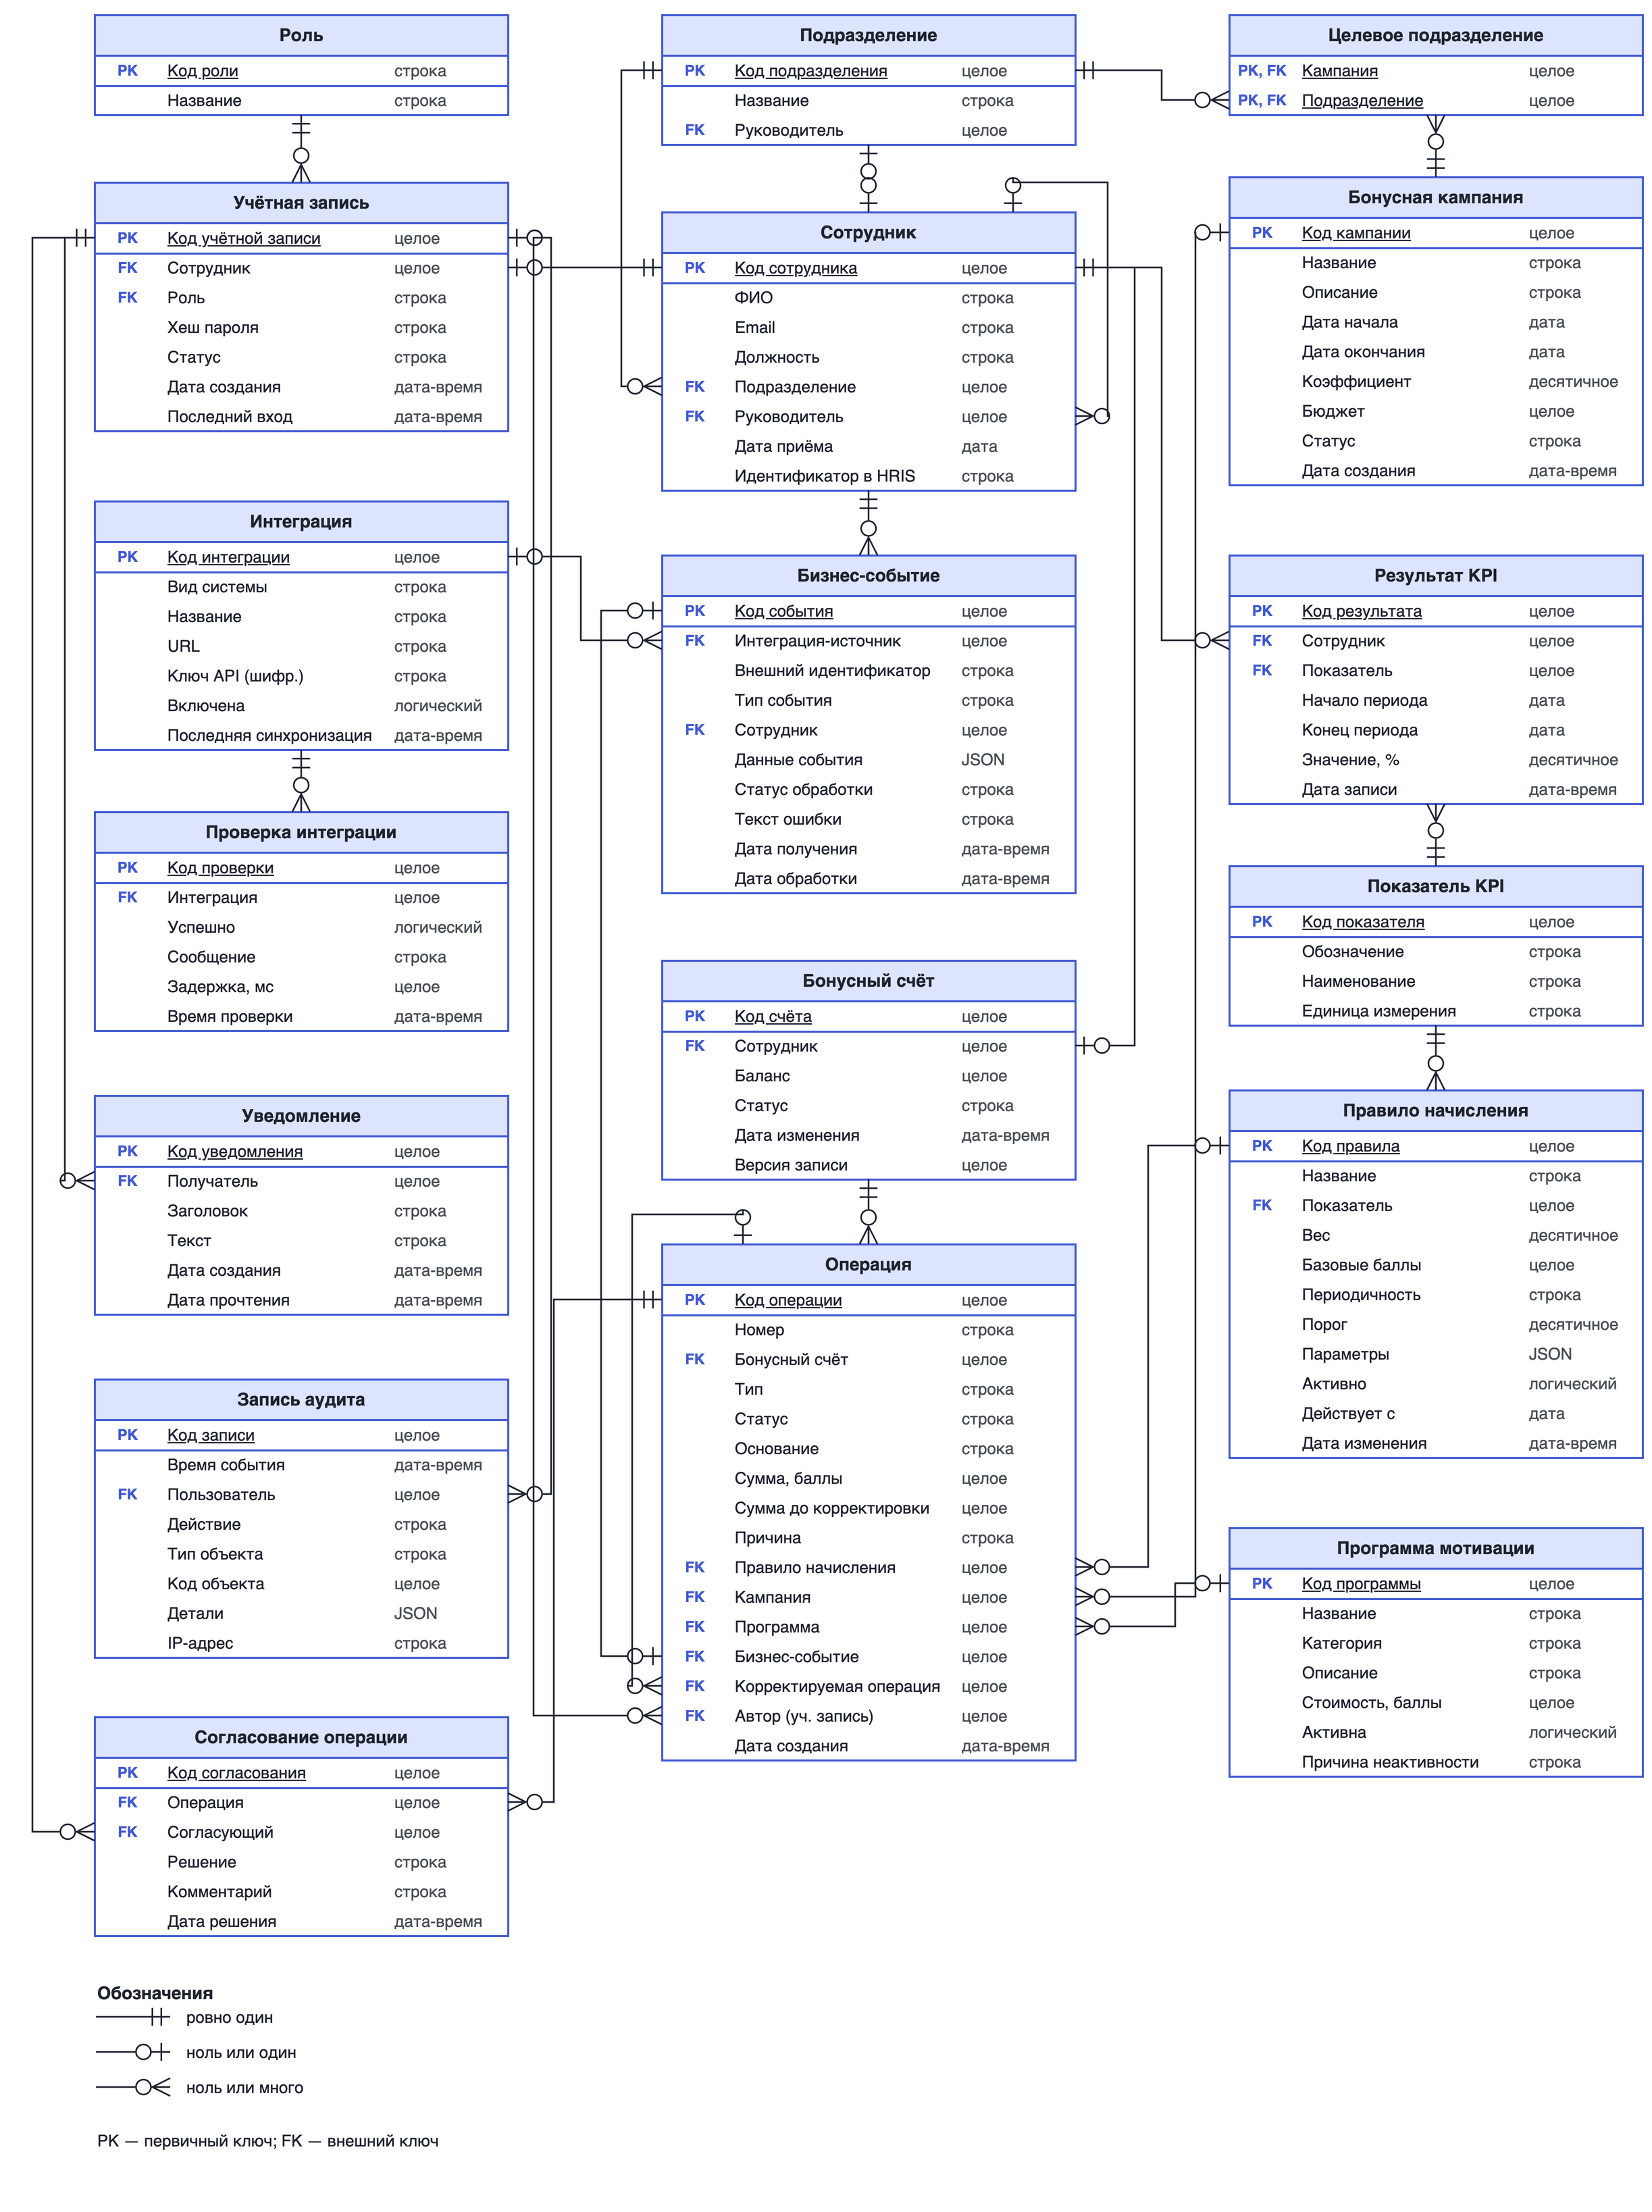 Роль
PK Код роли строка
Название строка
Учётная запись
PK Код учётной записи целое
FK Сотрудник целое
FK Роль строка
Хеш пароля строка
Статус строка
Дата создания дата-время
Последний вход дата-время
Интеграция
PK Код интеграции целое
Вид системы строка
Название строка
URL строка
Ключ API (шифр.) строка
Включена логический
Последняя синхронизация дата-время
Проверка интеграции
PK Код проверки целое
FK Интеграция целое
Успешно логический
Сообщение строка
Задержка, мс целое
Время проверки дата-время
Уведомление
PK Код уведомления целое
FK Получатель целое
Заголовок строка
Текст строка
Дата создания дата-время
Дата прочтения дата-время
Запись аудита
PK Код записи целое
Время события дата-время
FK Пользователь целое
Действие строка
Тип объекта строка
Код объекта целое
Детали JSON
IP-адрес строка
Согласование операции
PK Код согласования целое
FK Операция целое
FK Согласующий целое
Решение строка
Комментарий строка
Дата решения дата-время
Подразделение
PK Код подразделения целое
Название строка
FK Руководитель целое
Сотрудник
PK Код сотрудника целое
ФИО строка
Email строка
Должность строка
FK Подразделение целое
FK Руководитель целое
Дата приёма дата
Идентификатор в HRIS строка
Бизнес-событие
PK Код события целое
FK Интеграция-источник целое
Внешний идентификатор строка
Тип события строка
FK Сотрудник целое
Данные события JSON
Статус обработки строка
Текст ошибки строка
Дата получения дата-время
Дата обработки дата-время
Бонусный счёт
PK Код счёта целое
FK Сотрудник целое
Баланс целое
Статус строка
Дата изменения дата-время
Версия записи целое
Операция
PK Код операции целое
Номер строка
FK Бонусный счёт целое
Тип строка
Статус строка
Основание строка
Сумма, баллы целое
Сумма до корректировки целое
Причина строка
FK Правило начисления целое
FK Кампания целое
FK Программа целое
FK Бизнес-событие целое
FK Корректируемая операция целое
FK Автор (уч. запись) целое
Дата создания дата-время
Целевое подразделение
PK, FK Кампания целое
PK, FK Подразделение целое
Бонусная кампания
PK Код кампании целое
Название строка
Описание строка
Дата начала дата
Дата окончания дата
Коэффициент десятичное
Бюджет целое
Статус строка
Дата создания дата-время
Результат KPI
PK Код результата целое
FK Сотрудник целое
FK Показатель целое
Начало периода дата
Конец периода дата
Значение, % десятичное
Дата записи дата-время
Показатель KPI
PK Код показателя целое
Обозначение строка
Наименование строка
Единица измерения строка
Правило начисления
PK Код правила целое
Название строка
FK Показатель целое
Вес десятичное
Базовые баллы целое
Периодичность строка
Порог десятичное
Параметры JSON
Активно логический
Действует с дата
Дата изменения дата-время
Программа мотивации
PK Код программы целое
Название строка
Категория строка
Описание строка
Стоимость, баллы целое
Активна логический
Причина неактивности строка
Обозначения
ровно один
ноль или один
ноль или много
PK — первичный ключ; FK — внешний ключ